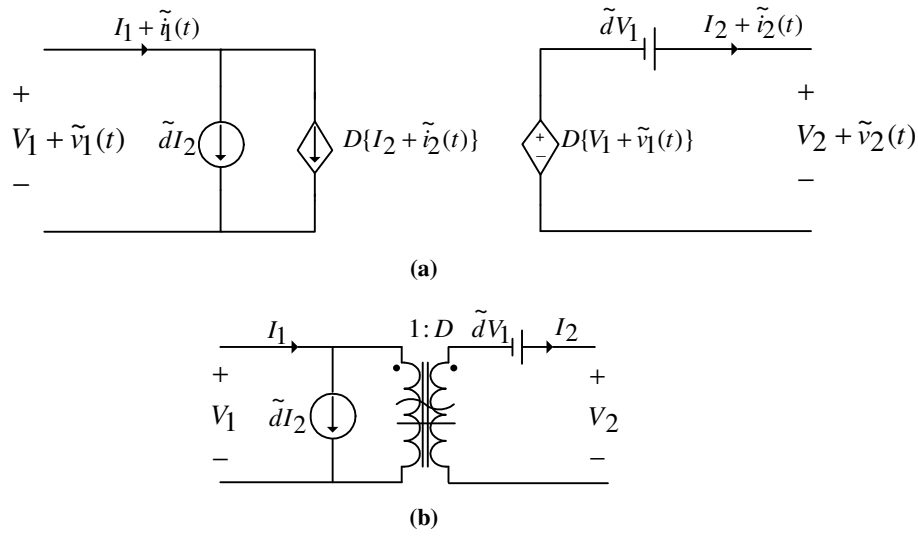 I₁ + ĩ₁(t)
d̃V₁
I₂ + ĩ₂(t)
+
V₁ + ṽ₁(t)
−
d̃I₂
D{I₂ + ĩ₂(t)}
+
−
D{V₁ + ṽ₁(t)}
+
V₂ + ṽ₂(t)
−
(a)
I₁
1:D
d̃V₁
I₂
+
V₁
−
d̃I₂
+
V₂
−
(b)